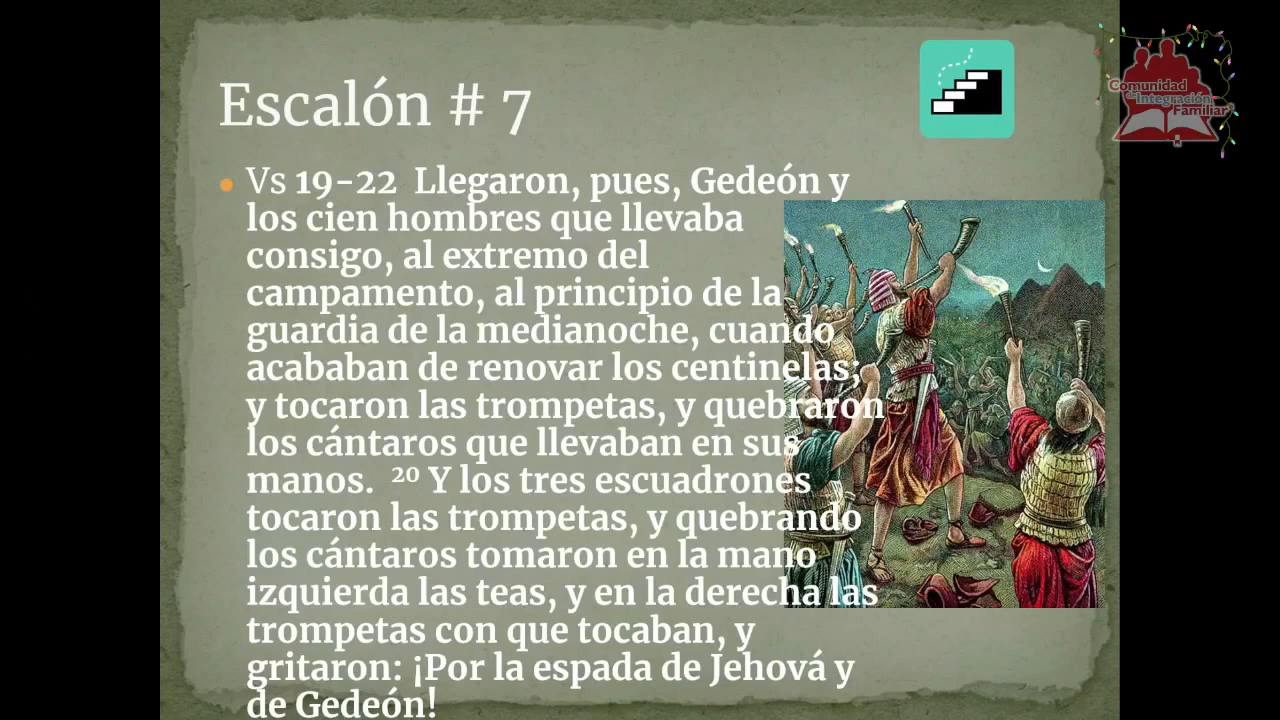 Escalón # 7
Comunidad
de Integración
Familiar
• Vs 19-22 Llegaron, pues, Gedeón y
los cien hombres que llevaba
consigo, al extremo del
campamento, al principio de la
guardia de la medianoche, cuando
acababan de renovar los centinelas;
y tocaron las trompetas, y quebraron
los cántaros que llevaban en sus
manos. ²⁰ Y los tres escuadrones
tocaron las trompetas, y quebrando
los cántaros tomaron en la mano
izquierda las teas, y en la derecha las
trompetas con que tocaban, y
gritaron: ¡Por la espada de Jehová y
de Gedeón!